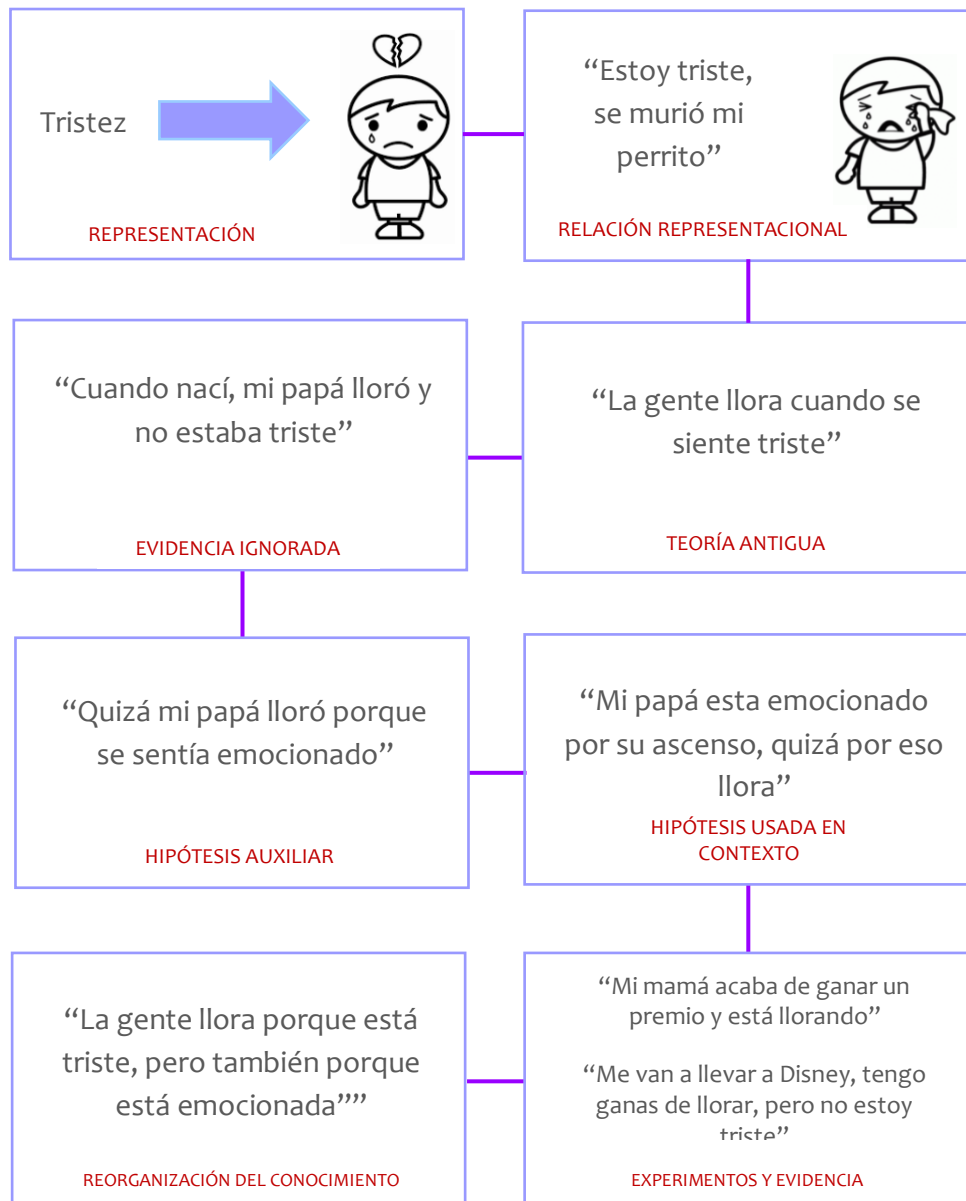 Tristez
REPRESENTACIÓN
“Estoy triste,
se murió mi
perrito”
RELACIÓN REPRESENTACIONAL
“La gente llora cuando se
siente triste”
TEORÍA ANTIGUA
“Cuando nací, mi papá lloró y
no estaba triste”
EVIDENCIA IGNORADA
“Quizá mi papá lloró porque
se sentía emocionado”
HIPÓTESIS AUXILIAR
“Mi papá esta emocionado
por su ascenso, quizá por eso
llora”
HIPÓTESIS USADA EN
CONTEXTO
“Mi mamá acaba de ganar un
premio y está llorando”
“Me van a llevar a Disney, tengo
ganas de llorar, pero no estoy
triste”
EXPERIMENTOS Y EVIDENCIA
“La gente llora porque está
triste, pero también porque
está emocionada””
REORGANIZACIÓN DEL CONOCIMIENTO